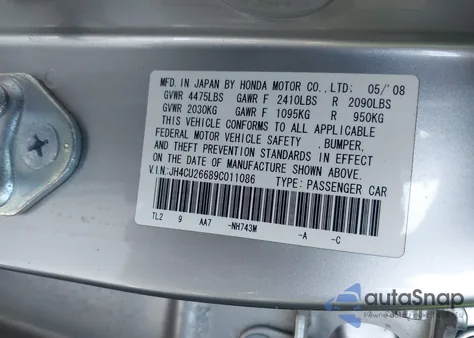 MFD. IN JAPAN BY HONDA MOTOR CO., LTD: 05/'08
GVWR 4475LBS GAWR F 2410LBS R 2090LBS
GVWR 2030KG GAWR F 1095KG R 950KG
THIS VEHICLE CONFORMS TO ALL APPLICABLE
FEDERAL MOTOR VEHICLE SAFETY ,BUMPER,
AND THEFT PREVENTION STANDARDS IN EFFECT
ON THE DATE OF MANUFACTURE SHOWN ABOVE.
VIN:JH4CU26689C011086 TYPE: PASSENGER CAR
TL2 9 AA7 -NH743M -A -C
autoSnap